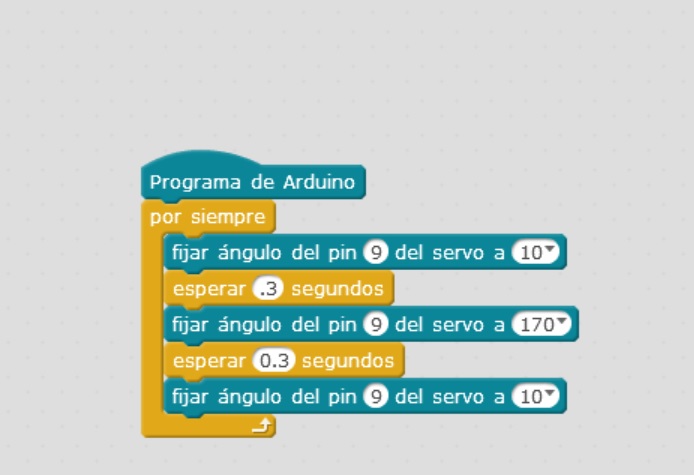 Programa de Arduino
por siempre
fijar ángulo del pin 9 del servo a 10
esperar .3 segundos
fijar ángulo del pin 9 del servo a 170
esperar 0.3 segundos
fijar ángulo del pin 9 del servo a 10